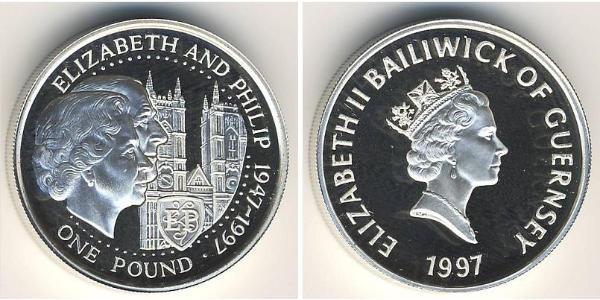 ELIZABETH AND PHILIP 1947-1997
ONE POUND
E P
ELIZABETH II BAILIWICK OF GUERNSEY
1997